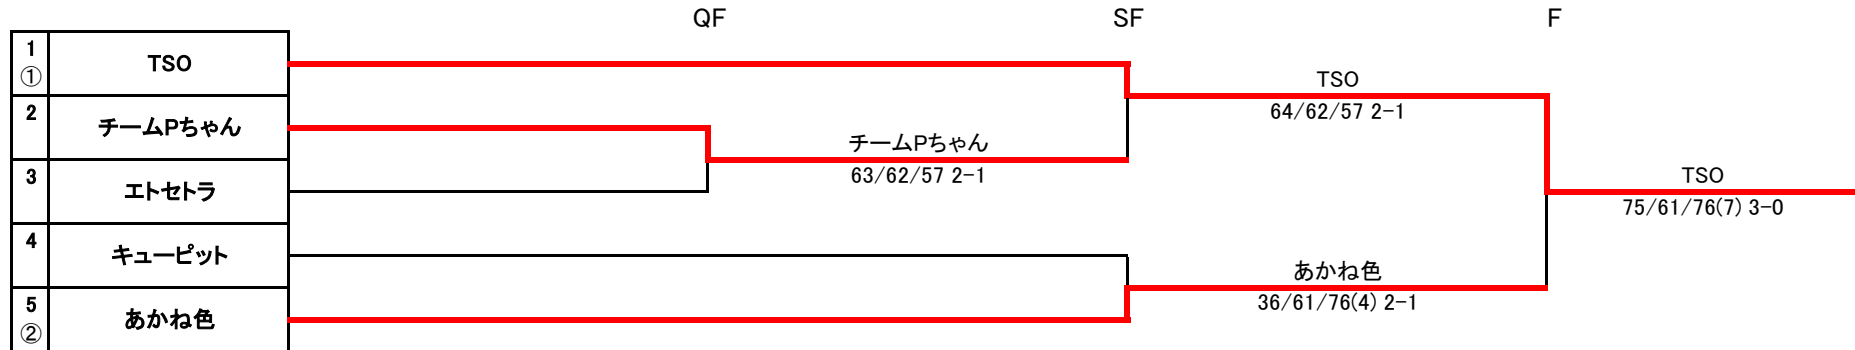 QF SF F
1
① TSO
2 チームPちゃん
3 エトセトラ
4 キューピット
5
② あかね色
チームPちゃん
63/62/57 2-1
TSO
64/62/57 2-1
あかね色
36/61/76(4) 2-1
TSO
75/61/76(7) 3-0